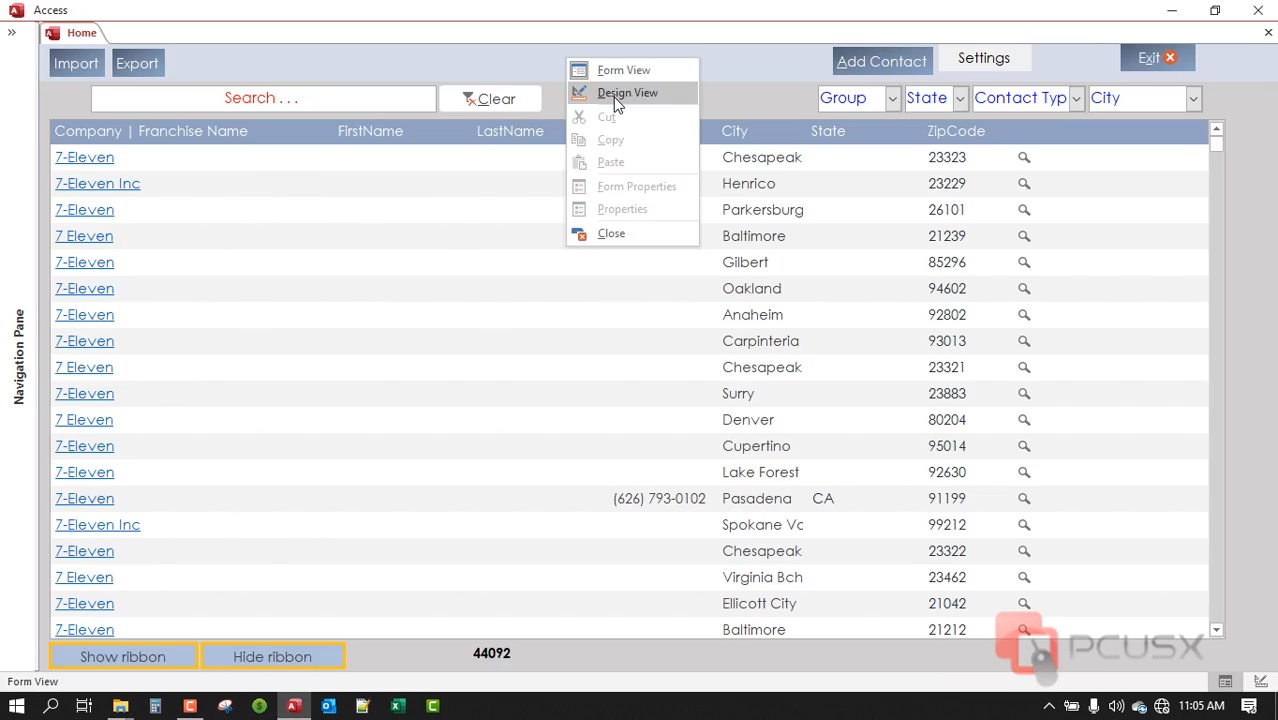 Access
Home
Import
Export
Add Contact
Settings
Exit
Search . . .
Clear
Group
State
Contact Typ
City
Form View
Design View
Cut
Copy
Paste
Form Properties
Properties
Close
Company | Franchise Name FirstName LastName City State ZipCode
7-Eleven Chesapeak 23323
7-Eleven Inc Henrico 23229
7-Eleven Parkersburg 26101
7 Eleven Baltimore 21239
7-Eleven Gilbert 85296
7-Eleven Oakland 94602
7-Eleven Anaheim 92802
7-Eleven Carpinteria 93013
7 Eleven Chesapeak 23321
7-Eleven Surry 23883
7 Eleven Denver 80204
7-Eleven Cupertino 95014
7-Eleven Lake Forest 92630
7-Eleven (626) 793-0102 Pasadena CA 91199
7-Eleven Inc Spokane Va 99212
7-Eleven Chesapeak 23322
7 Eleven Virginia Bch 23462
7-Eleven Ellicott City 21042
7-Eleven Baltimore 21212
Navigation Pane
Show ribbon
Hide ribbon
44092
PCUSX
Form View
11:05 AM